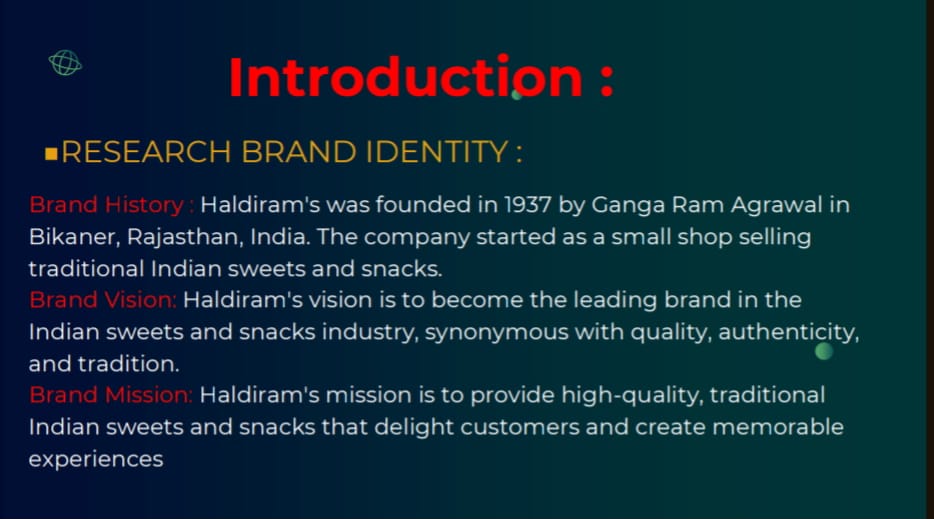 Introduction :
▪RESEARCH BRAND IDENTITY :
Brand History : Haldiram's was founded in 1937 by Ganga Ram Agrawal in
Bikaner, Rajasthan, India. The company started as a small shop selling
traditional Indian sweets and snacks.
Brand Vision: Haldiram's vision is to become the leading brand in the
Indian sweets and snacks industry, synonymous with quality, authenticity,
and tradition.
Brand Mission: Haldiram's mission is to provide high-quality, traditional
Indian sweets and snacks that delight customers and create memorable
experiences